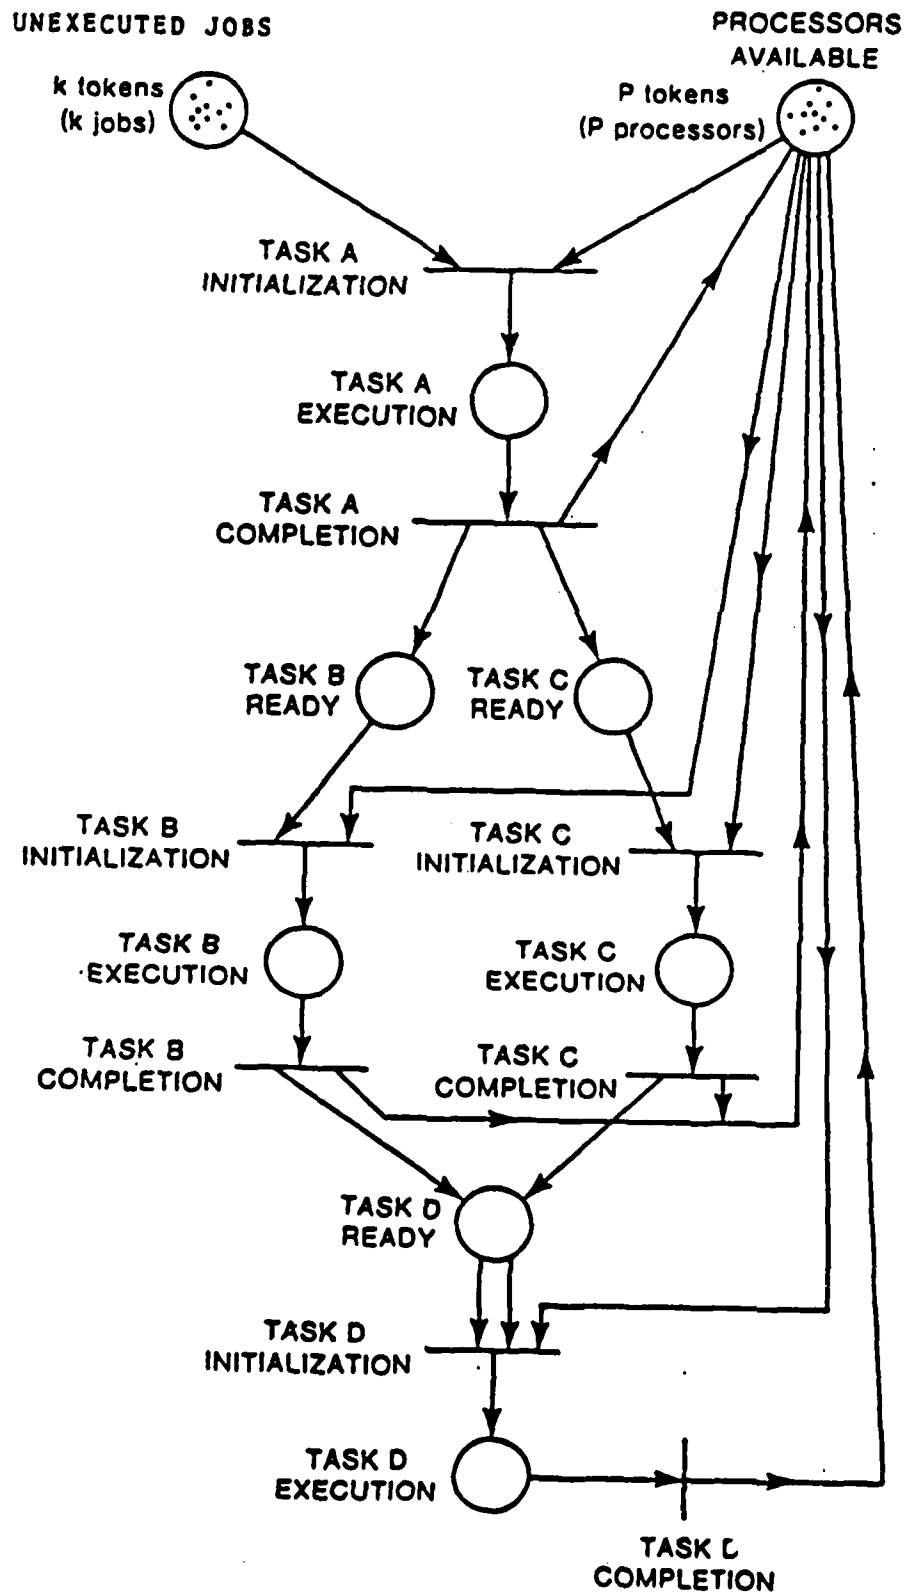 UNEXECUTED JOBS
PROCESSORS
AVAILABLE
k tokens
(k jobs)
P tokens
(P processors)
TASK A
INITIALIZATION
TASK A
EXECUTION
TASK A
COMPLETION
TASK B
READY
TASK C
READY
TASK B
INITIALIZATION
TASK C
INITIALIZATION
TASK B
EXECUTION
TASK C
EXECUTION
TASK B
COMPLETION
TASK C
COMPLETION
TASK D
READY
TASK D
INITIALIZATION
TASK D
EXECUTION
TASK D
COMPLETION